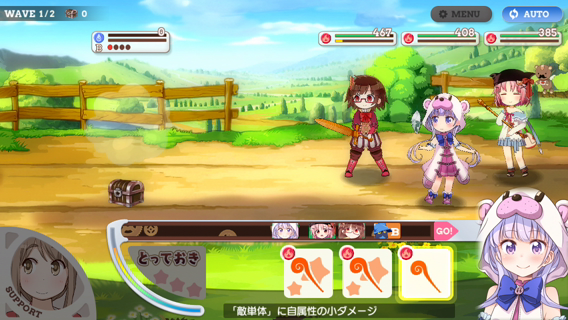 WAVE 1/2 0
MENU
AUTO
0
B
467
408
385
B
GO!
とっておき
SUPPORT
「敵単体」に自属性の小ダメージ